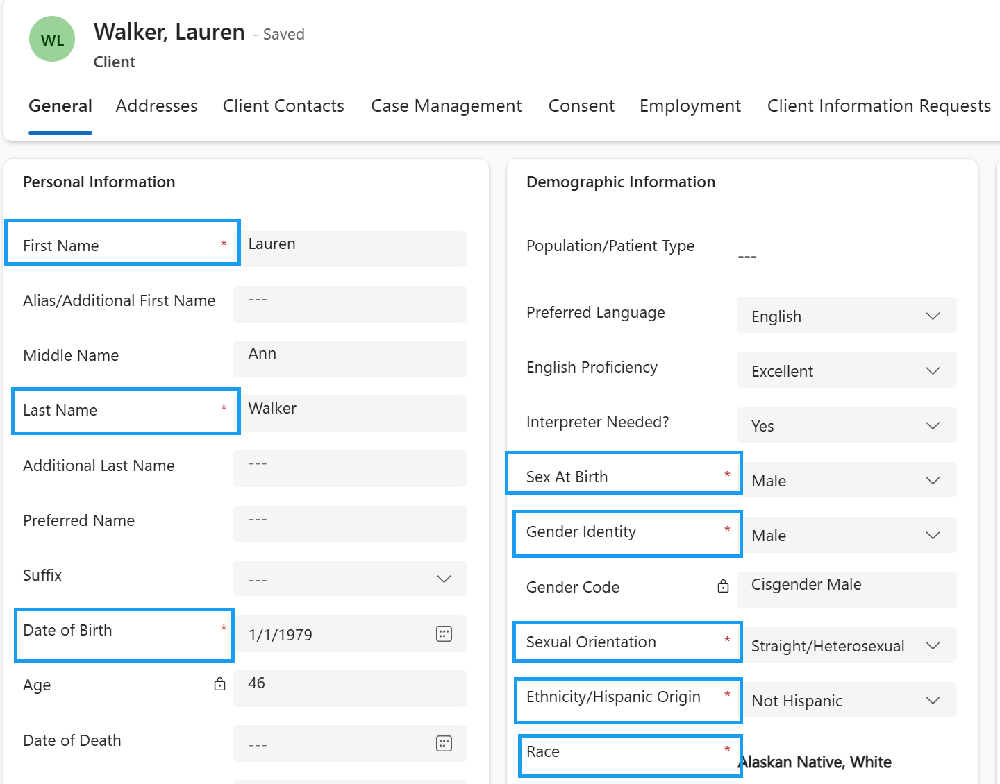 WL
Walker, Lauren - Saved
Client
General Addresses Client Contacts Case Management Consent Employment Client Information Requests
Personal Information
First Name * Lauren
Alias/Additional First Name ---
Middle Name Ann
Last Name * Walker
Additional Last Name ---
Preferred Name ---
Suffix ---
Date of Birth * 1/1/1979
Age 46
Date of Death ---
Demographic Information
Population/Patient Type ---
Preferred Language English
English Proficiency Excellent
Interpreter Needed? Yes
Sex At Birth * Male
Gender Identity * Male
Gender Code Cisgender Male
Sexual Orientation * Straight/Heterosexual
Ethnicity/Hispanic Origin * Not Hispanic
Race * Alaskan Native, White